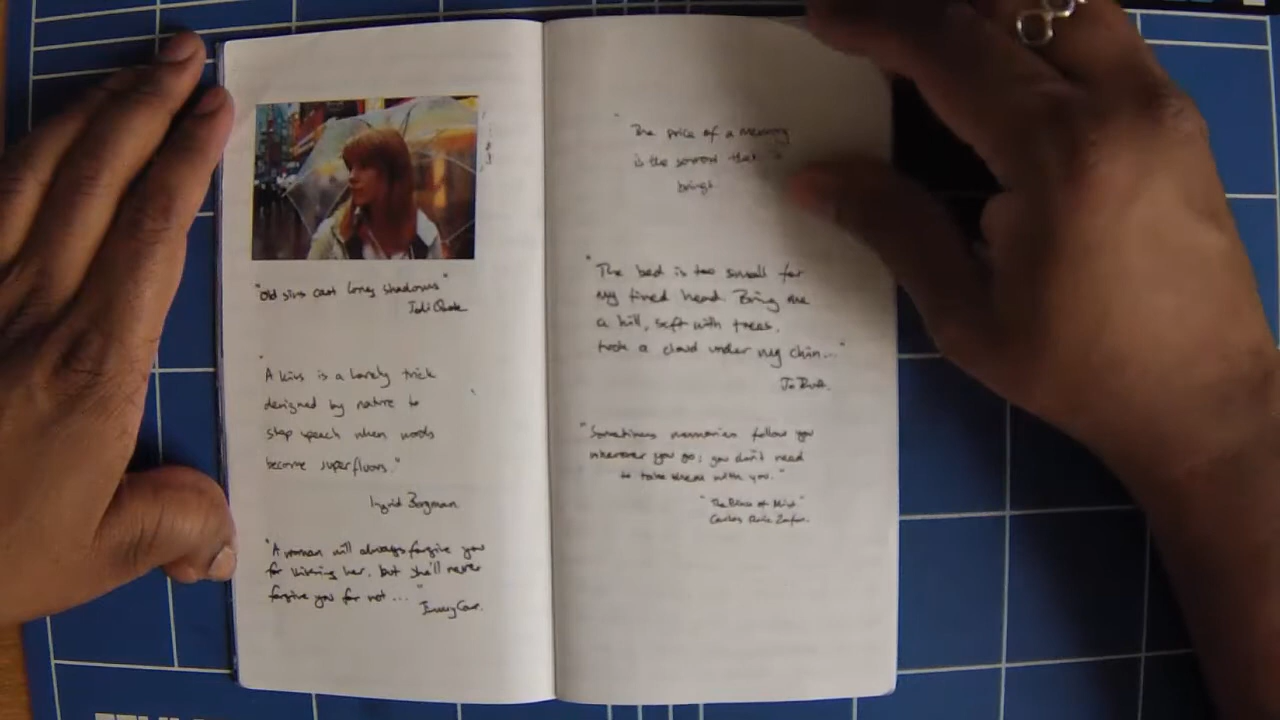 "Old sins cast long shadows"
"A kiss is a lovely trick
designed by nature to
stop speech when words
become superfluous."
Ingrid Bergman
"A woman will always forgive you
for kissing her, but she'll never
forgive you for not..."
"The price of a memory
is the sorrow that it
brings
"The bed is too small for
my tired head. Bring me
a hill, soft with trees.
tuck a cloud under my chin..."
"Sometimes memories follow you
wherever you go; you don't need
to take them with you."
of Mist"
Carlos Ruiz Zafon.